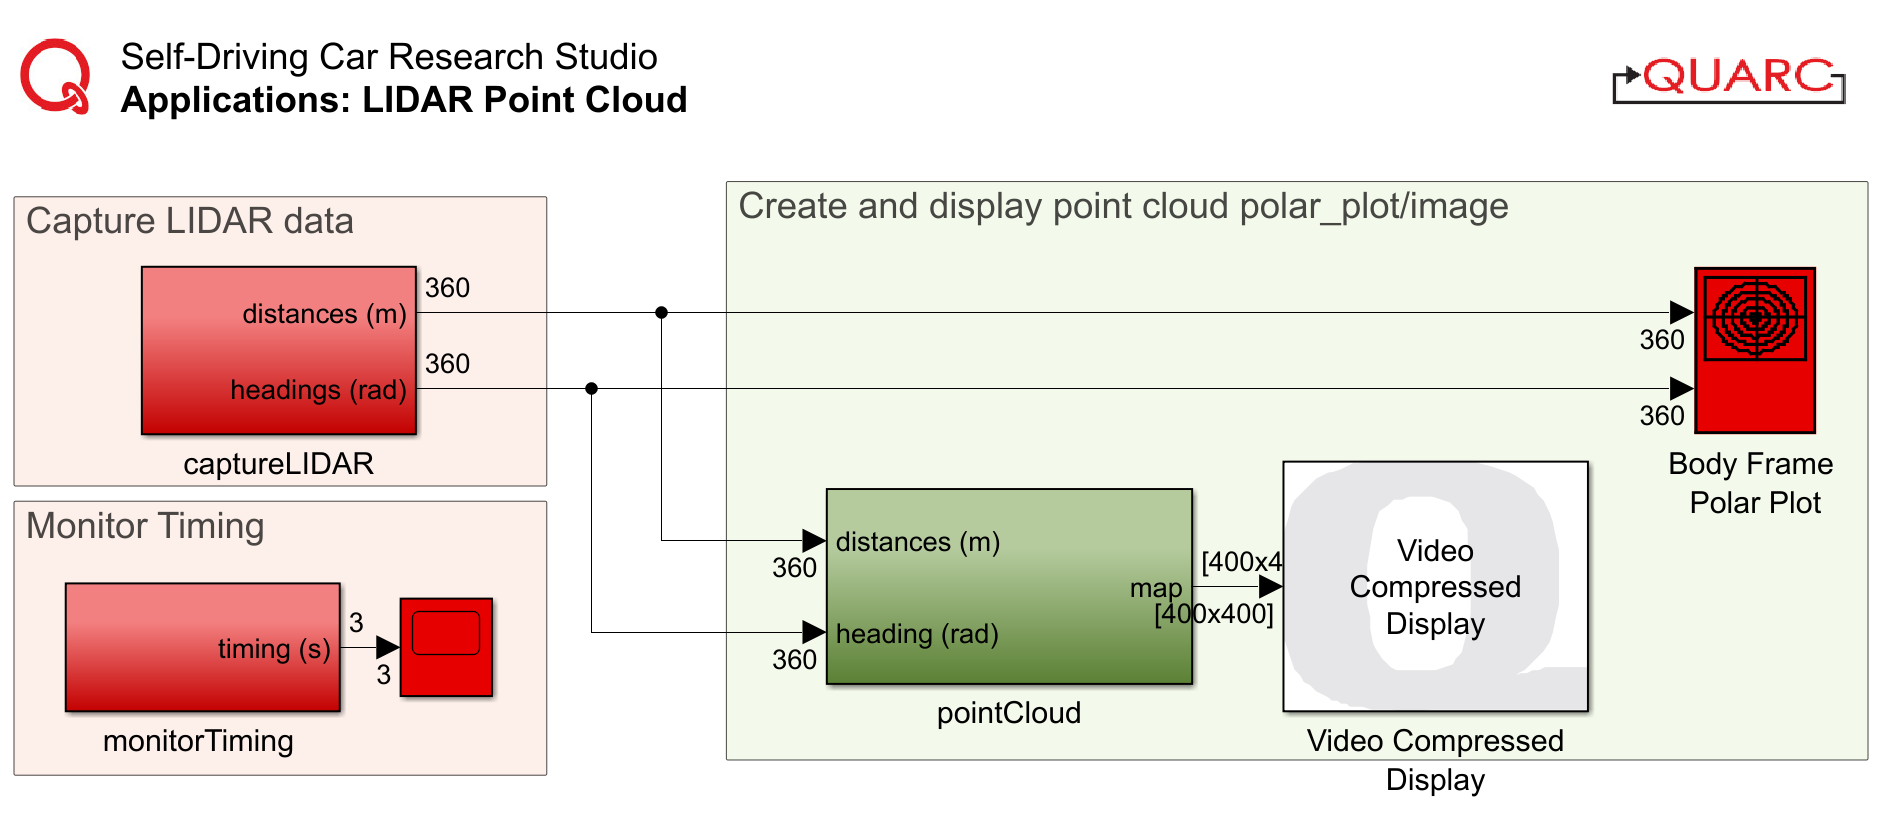 Self-Driving Car Research Studio
Applications: LIDAR Point Cloud
QUARC
Capture LIDAR data
distances (m)
360
headings (rad)
360
captureLIDAR
Monitor Timing
timing (s)
3
3
monitorTiming
Create and display point cloud polar_plot/image
360
360
Body Frame
Polar Plot
distances (m)
360
heading (rad)
360
map
[400x4
[400x400]
pointCloud
Video
Compressed
Display
Video Compressed
Display